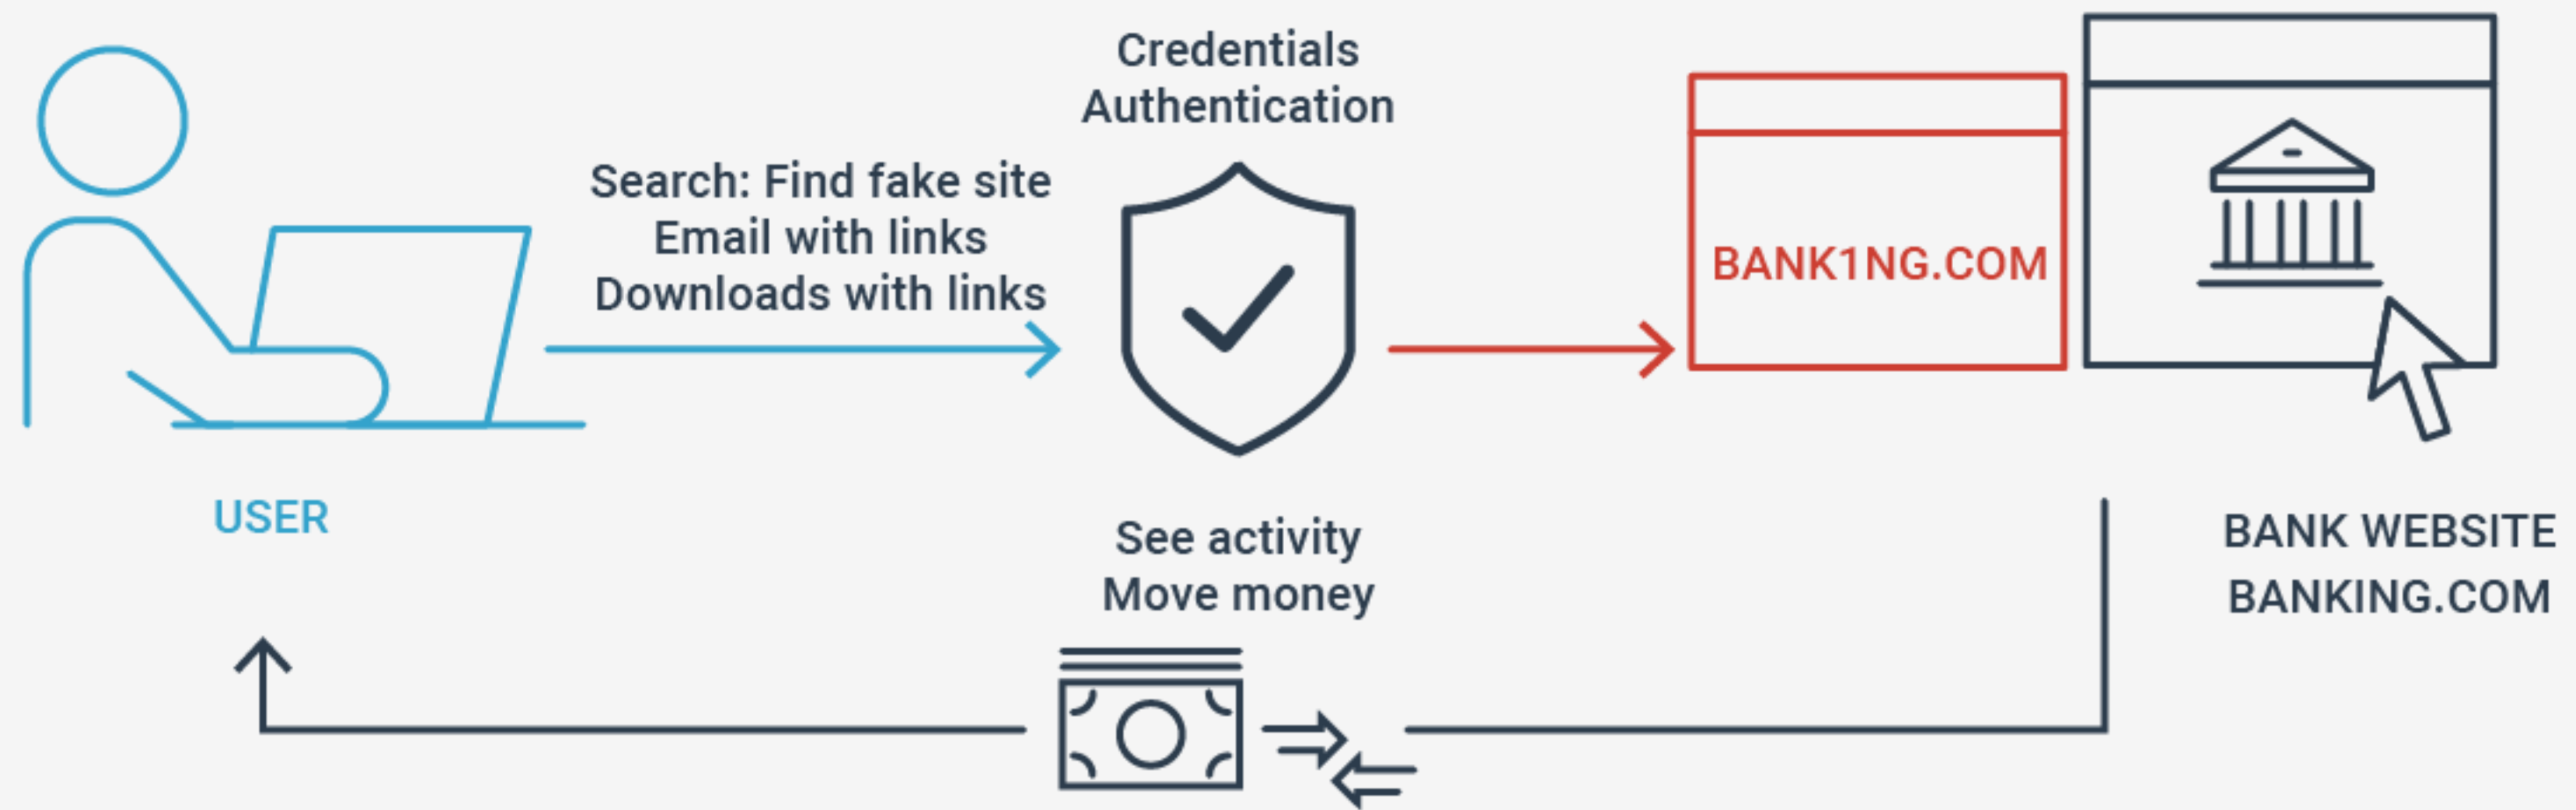 Credentials
Authentication
Search: Find fake site
Email with links
Downloads with links
BANK1NG.COM
USER
See activity
Move money
BANK WEBSITE
BANKING.COM